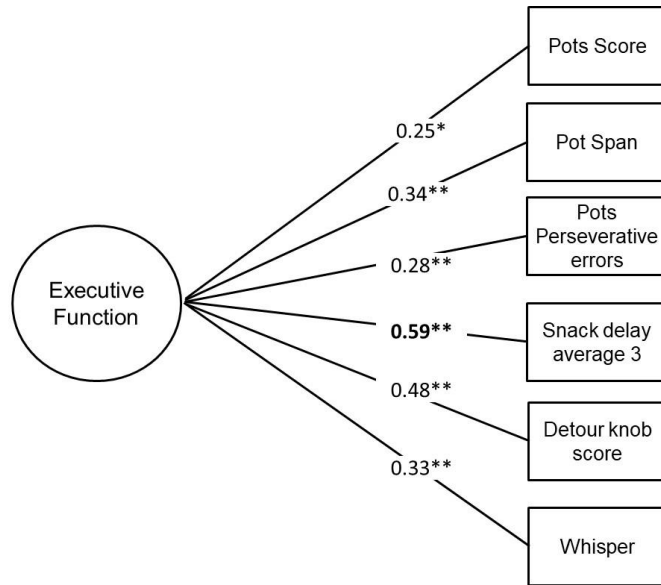 Pots Score
0.25*
Pot Span
0.34**
Pots
Perseverative
errors
0.28**
Executive
Function
0.59**
Snack delay
average 3
0.48**
Detour knob
score
0.33**
Whisper